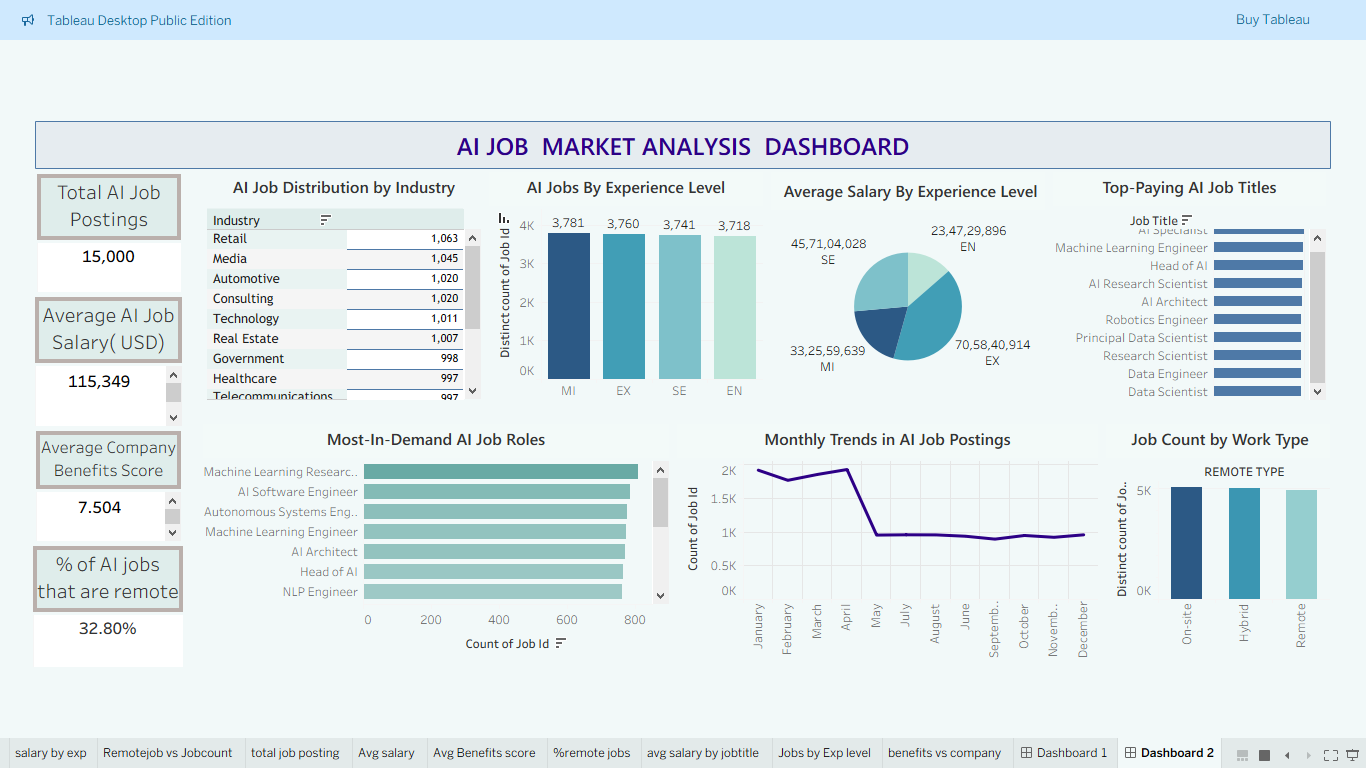 Tableau Desktop Public Edition
Buy Tableau
AI JOB MARKET ANALYSIS DASHBOARD
Total AI Job
Postings
15,000
Average AI Job
Salary( USD)
115,349
Average Company
Benefits Score
7.504
% of AI jobs
that are remote
32.80%
AI Job Distribution by Industry
Industry
Retail 1,063
Media 1,045
Automotive 1,020
Consulting 1,020
Technology 1,011
Real Estate 1,007
Government 998
Healthcare 997
Telecommunications 997
AI Jobs By Experience Level
Distinct count of Job Id
4K
3K
2K
1K
0K
3,781
3,760
3,741
3,718
MI
EX
SE
EN
Average Salary By Experience Level
23,47,29,896
EN
45,71,04,028
SE
33,25,59,639
MI
70,58,40,914
EX
Top-Paying AI Job Titles
Job Title
AI Specialist
Machine Learning Engineer
Head of AI
AI Research Scientist
AI Architect
Robotics Engineer
Principal Data Scientist
Research Scientist
Data Engineer
Data Scientist
Most-In-Demand AI Job Roles
Machine Learning Researc..
AI Software Engineer
Autonomous Systems Eng..
Machine Learning Engineer
AI Architect
Head of AI
NLP Engineer
0
200
400
600
800
Count of Job Id
Monthly Trends in AI Job Postings
Count of Job Id
2K
1.5K
1K
0.5K
0K
January
February
March
April
May
July
August
June
Septemb..
October
Novemb..
December
Job Count by Work Type
REMOTE TYPE
Distinct count of Jo..
5K
0K
On-site
Hybrid
Remote
salary by exp
Remotejob vs Jobcount
total job posting
Avg salary
Avg Benefits score
%remote jobs
avg salary by jobtitle
Jobs by Exp level
benefits vs company
Dashboard 1
Dashboard 2